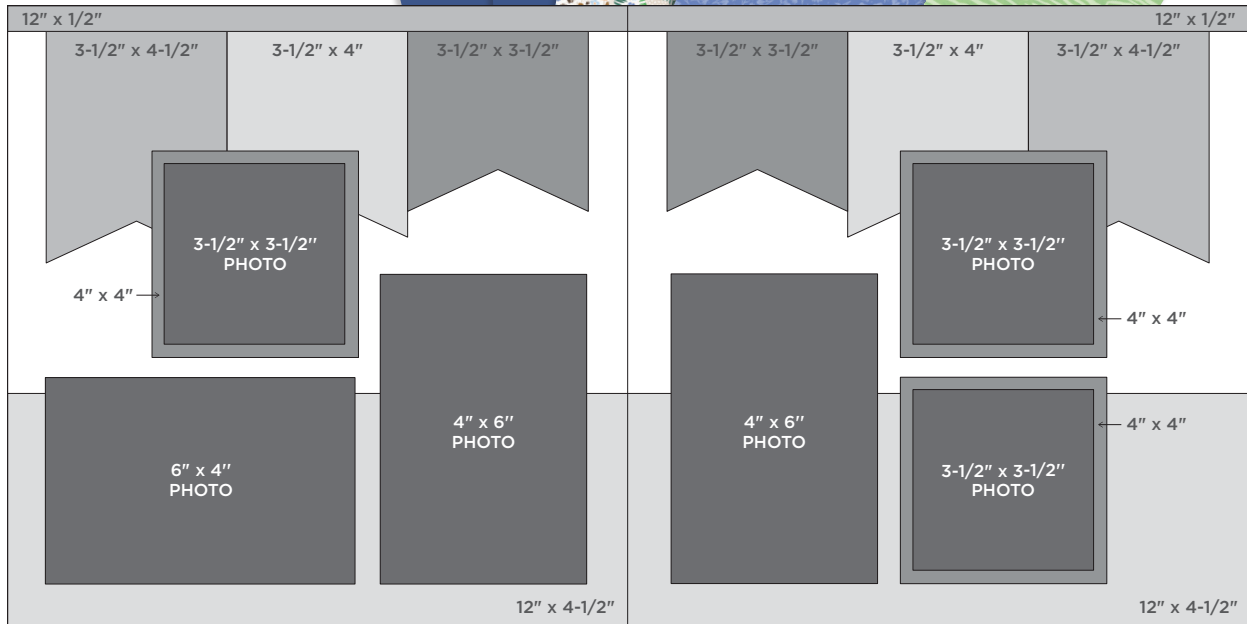 12" x 1/2"
12" x 1/2"
3-1/2" x 4-1/2"
3-1/2" x 4"
3-1/2" x 3-1/2"
3-1/2" x 3-1/2"
3-1/2" x 4"
3-1/2" x 4-1/2"
3-1/2" x 3-1/2''
PHOTO
4" x 4"
3-1/2" x 3-1/2''
PHOTO
4" x 4"
6" x 4''
PHOTO
4" x 6''
PHOTO
4" x 6''
PHOTO
4" x 4"
3-1/2" x 3-1/2''
PHOTO
12" x 4-1/2"
12" x 4-1/2"